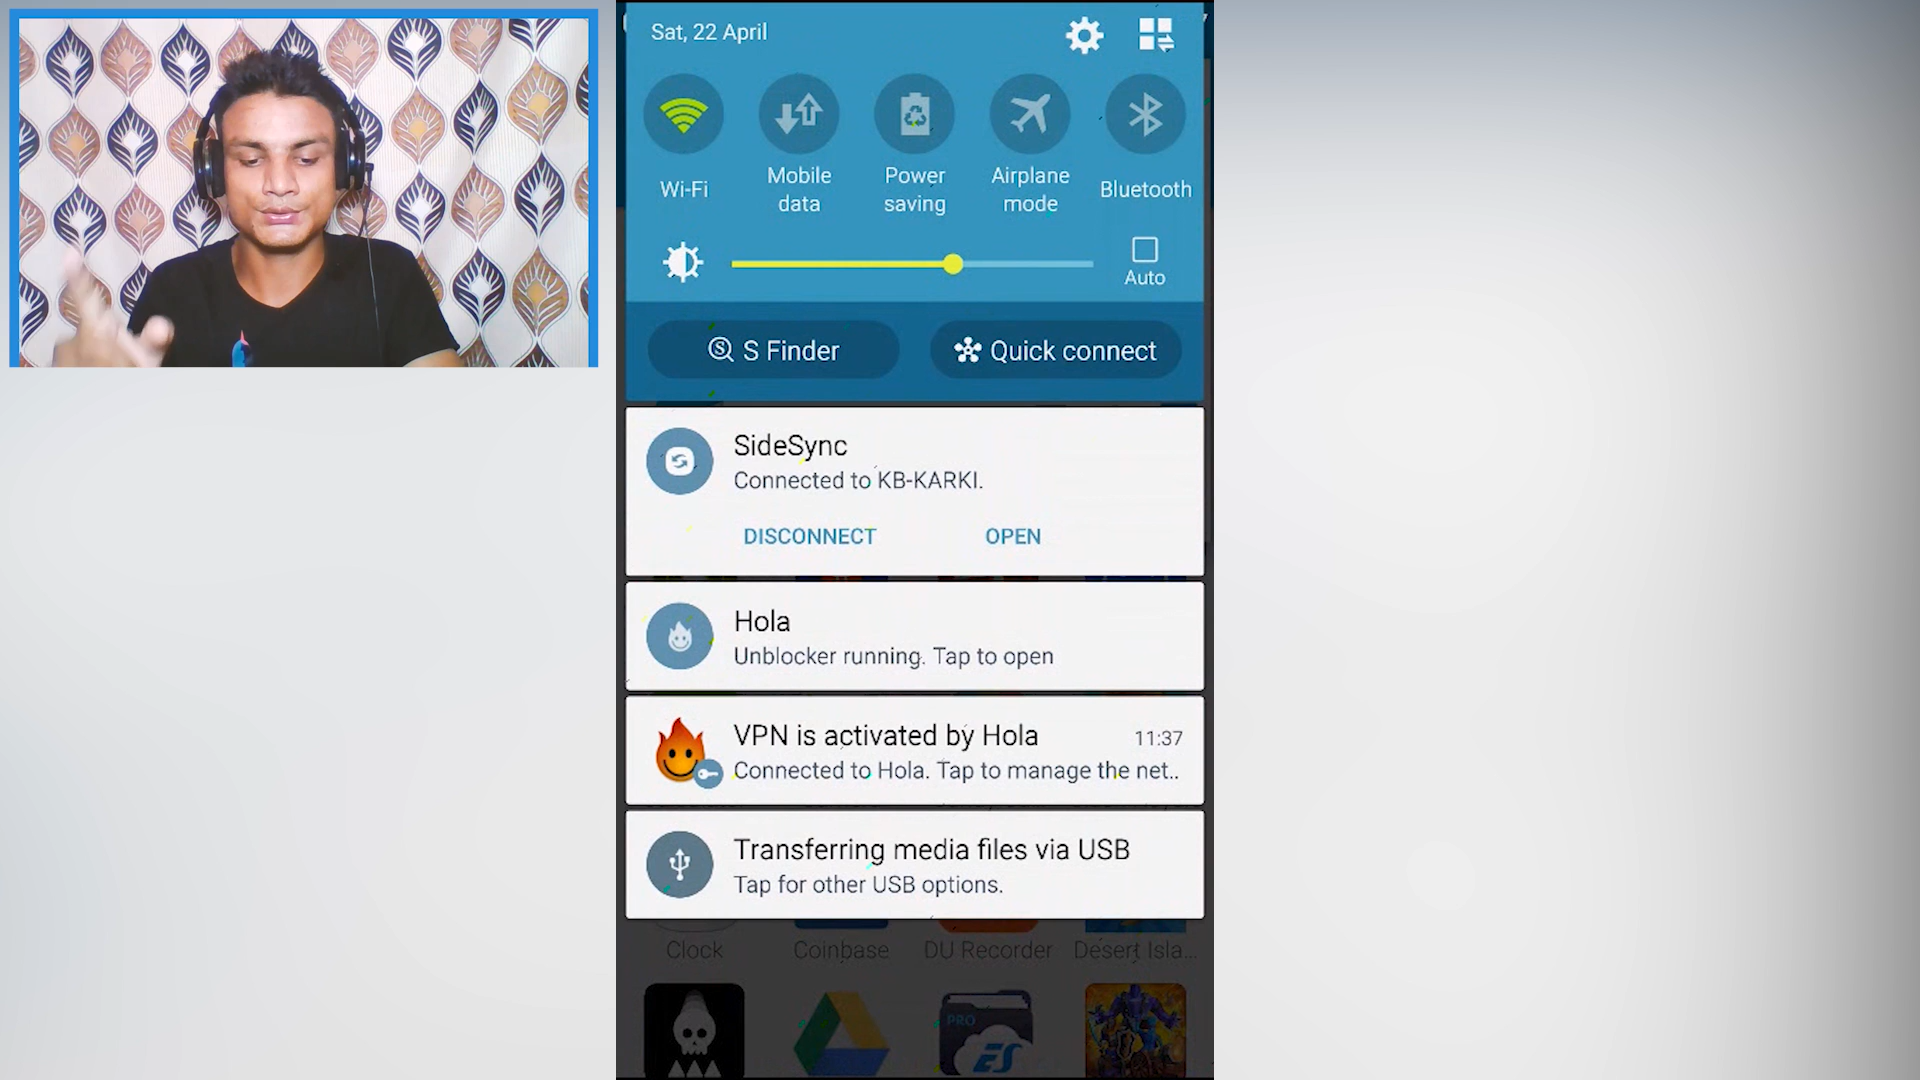 Sat, 22 April
Wi-Fi
Mobile
data
Power
saving
Airplane
mode
Bluetooth
Auto
S Finder
Quick connect
SideSync
Connected to KB-KARKI.
DISCONNECT
OPEN
Hola
Unblocker running. Tap to open
VPN is activated by Hola
11:37
Connected to Hola. Tap to manage the net..
Transferring media files via USB
Tap for other USB options.
Clock
Coinbase
DU Recorder
Desert Isla...
PRO
ES